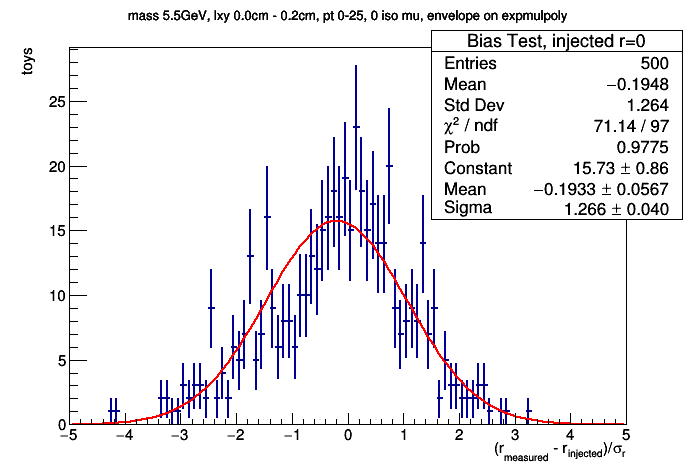 mass 5.5GeV, lxy 0.0cm - 0.2cm, pt 0-25, 0 iso mu, envelope on expmulpoly
Bias Test, injected r=0
Entries 500
Mean −0.1948
Std Dev 1.264
χ² / ndf 71.14 / 97
Prob 0.9775
Constant 15.73 ± 0.86
Mean −0.1933 ± 0.0567
Sigma 1.266 ± 0.040
toys
25
20
15
10
5
0
−5 −4 −3 −2 −1 0 1 2 3 4 5
(r_measured - r_injected)/σ_r